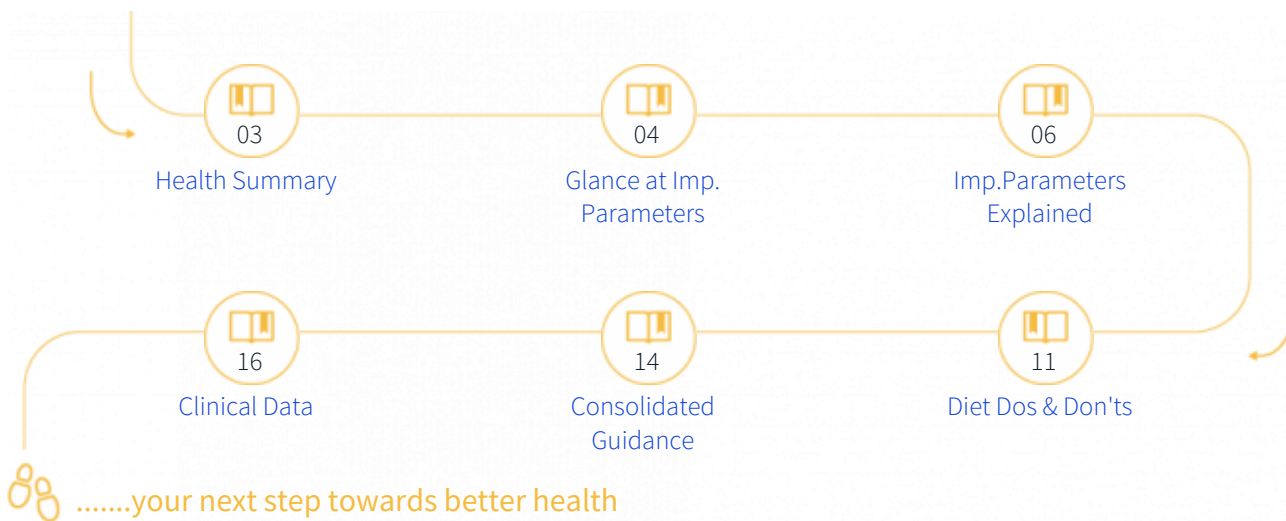 03
Health Summary
04
Glance at Imp.
Parameters
06
Imp.Parameters
Explained
11
Diet Dos & Don'ts
14
Consolidated
Guidance
16
Clinical Data
.......your next step towards better health